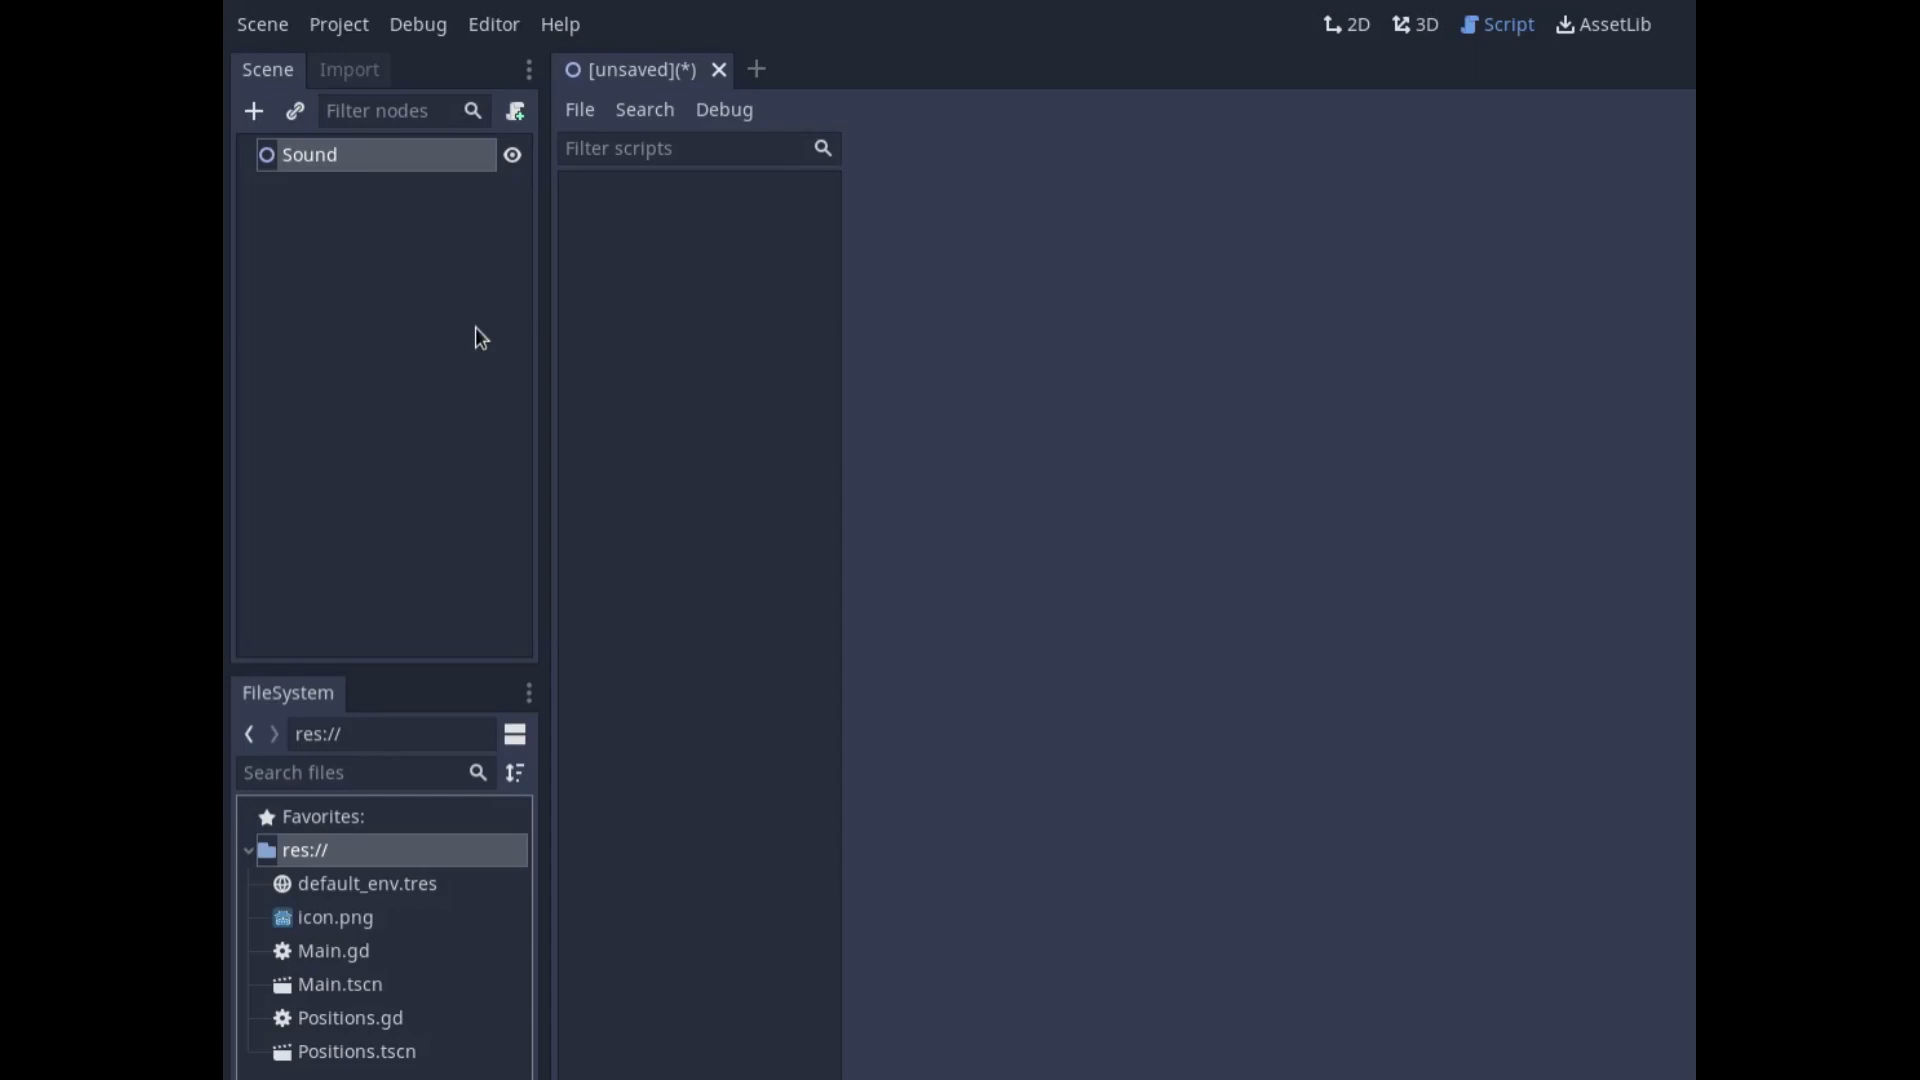 Scene Project Debug Editor Help 2D 3D Script AssetLib
Scene Import [unsaved](*)
Filter nodes File Search Debug
Sound Filter scripts
FileSystem
res://
Search files
Favorites:
res://
default_env.tres
icon.png
Main.gd
Main.tscn
Positions.gd
Positions.tscn